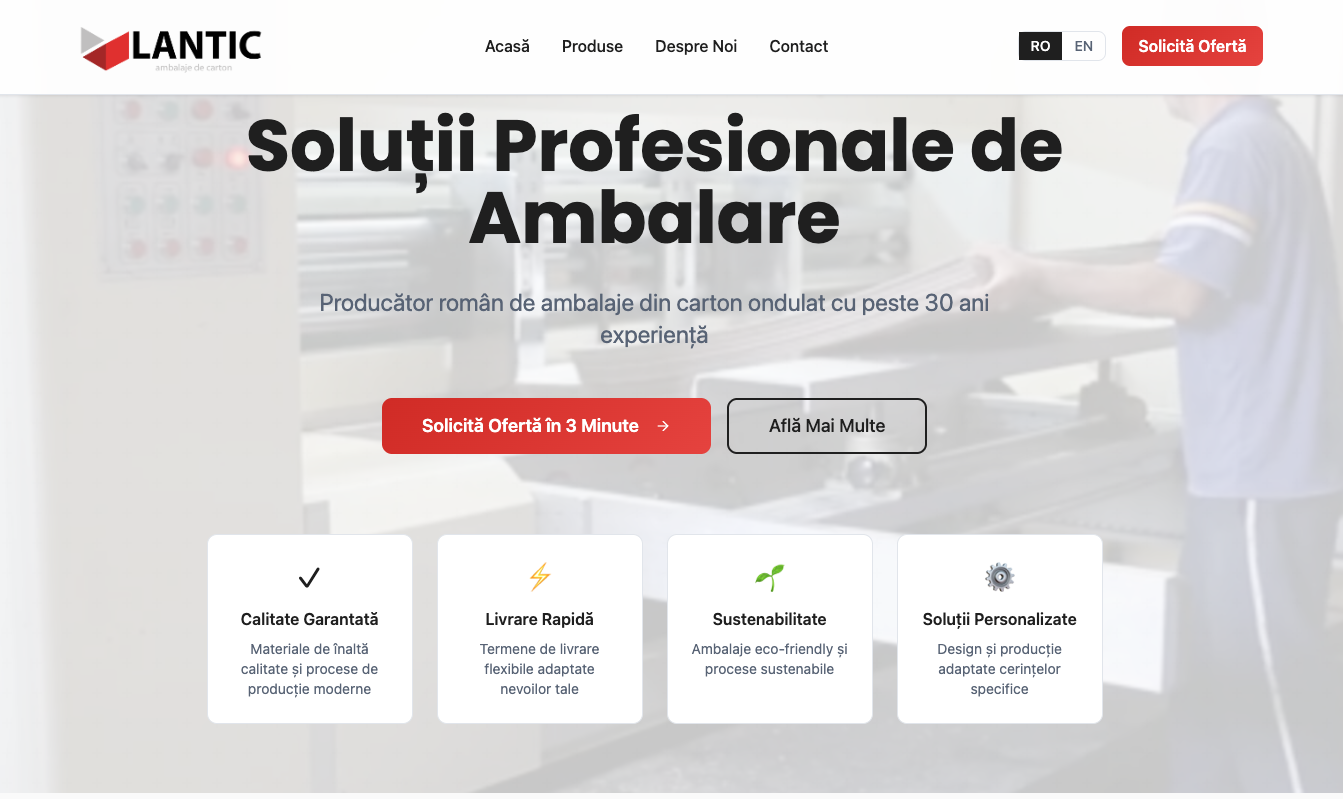 LANTIC
ambalaje de carton
Acasă
Produse
Despre Noi
Contact
RO
EN
Solicită Ofertă
Soluții Profesionale de
Ambalare
Producător român de ambalaje din carton ondulat cu peste 30 ani
experiență
Solicită Ofertă în 3 Minute →
Află Mai Multe
Calitate Garantată
Materiale de înaltă
calitate și procese de
producție moderne
Livrare Rapidă
Termene de livrare
flexibile adaptate
nevoilor tale
Sustenabilitate
Ambalaje eco-friendly și
procese sustenabile
Soluții Personalizate
Design și producție
adaptate cerințelor
specifice